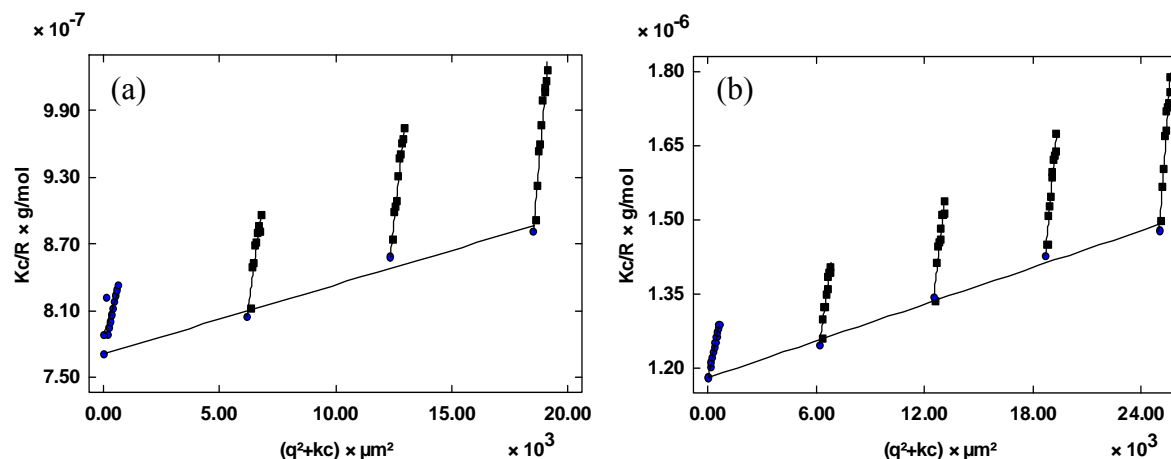 × 10⁻⁷
(a)
9.90
9.30
8.70
8.10
7.50
Kc/R × g/mol
0.00 5.00 10.00 15.00 20.00
(q²+kc) × µm²
× 10³
× 10⁻⁶
(b)
1.80
1.65
1.50
1.35
1.20
Kc/R × g/mol
0.00 6.00 12.00 18.00 24.00
(q²+kc) × µm²
× 10³